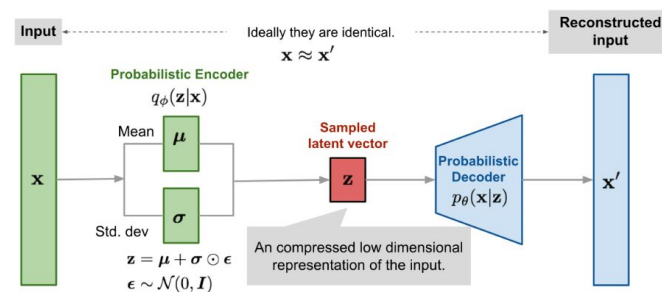 Input
Ideally they are identical.
x ≈ x′
Reconstructed
input
Probabilistic Encoder
qϕ(z|x)
Mean
μ
x
Std. dev
σ
z = μ + σ ⊙ ϵ
ϵ ∼ 𝒩(0, I)
Sampled
latent vector
z
An compressed low dimensional
representation of the input.
Probabilistic
Decoder
pθ(x|z)
x′